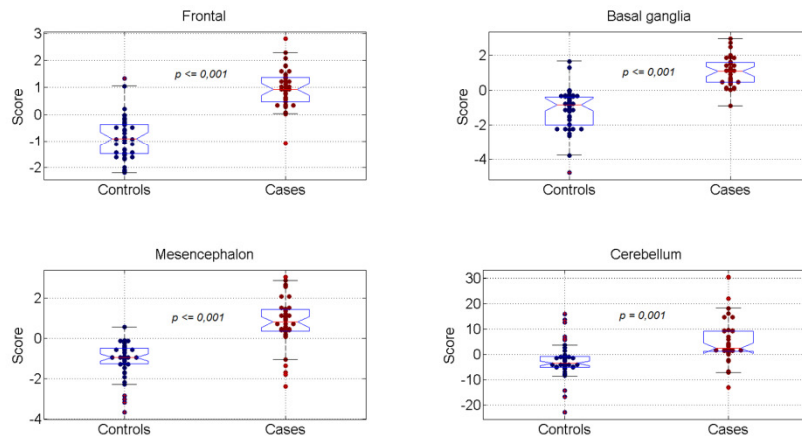 Frontal
3
2
1
0
-1
-2
Score
p <= 0,001
Controls Cases
Basal ganglia
2
0
-2
-4
Score
p <= 0,001
Controls Cases
Mesencephalon
2
0
-2
-4
Score
p <= 0,001
Controls Cases
Cerebellum
30
20
10
0
-10
-20
Score
p = 0,001
Controls Cases